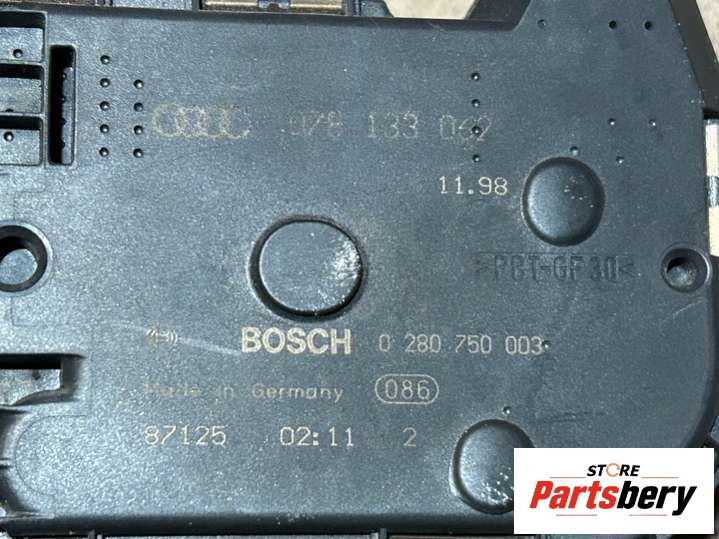 078 133 062
11.98
>PBT-GF30<
BOSCH 0 280 750 003
Made in Germany 086
87125 02:11 2
STORE
Partsbery